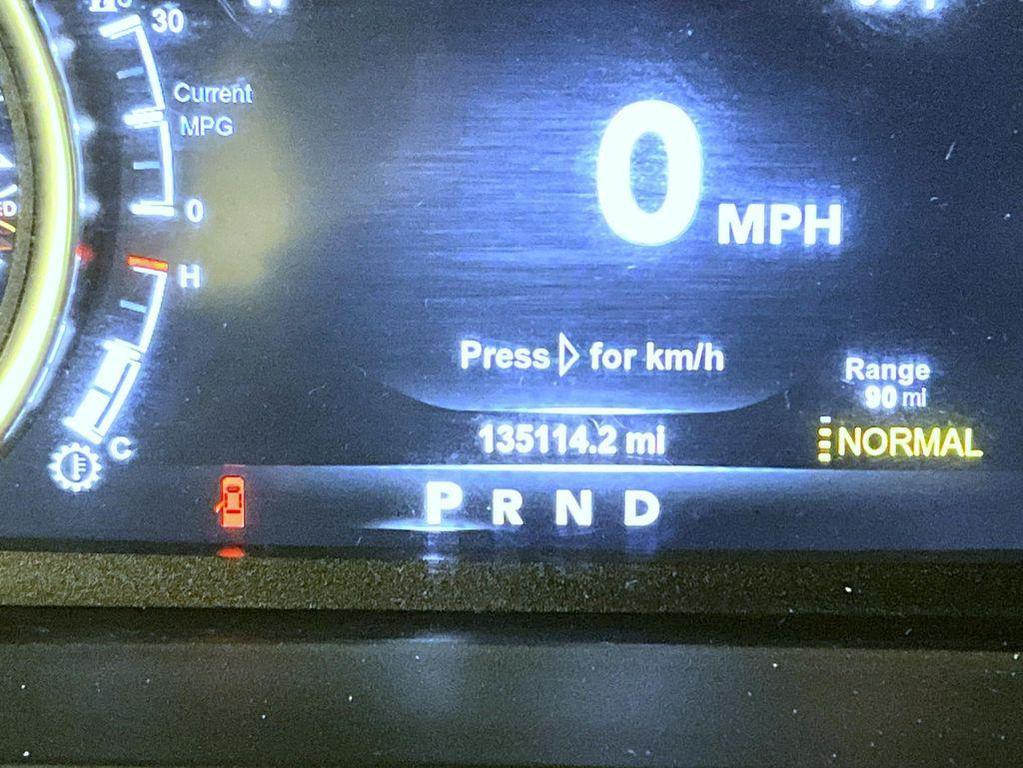 30
Current
MPG
0
0 MPH
H
Press for km/h
Range
90 mi
135114.2 mi
NORMAL
C
P R N D